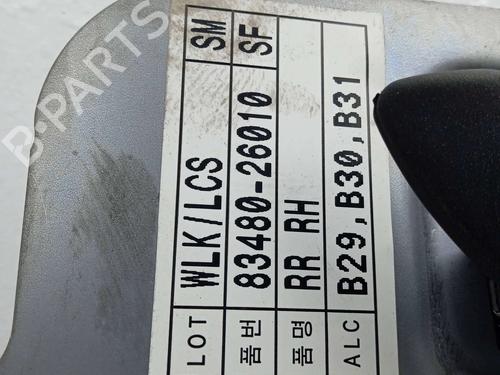 LOT WLK/LCS SM
품번 83480-26010 SF
품명 RR RH
ALC B29,B30,B31
B-PARTS